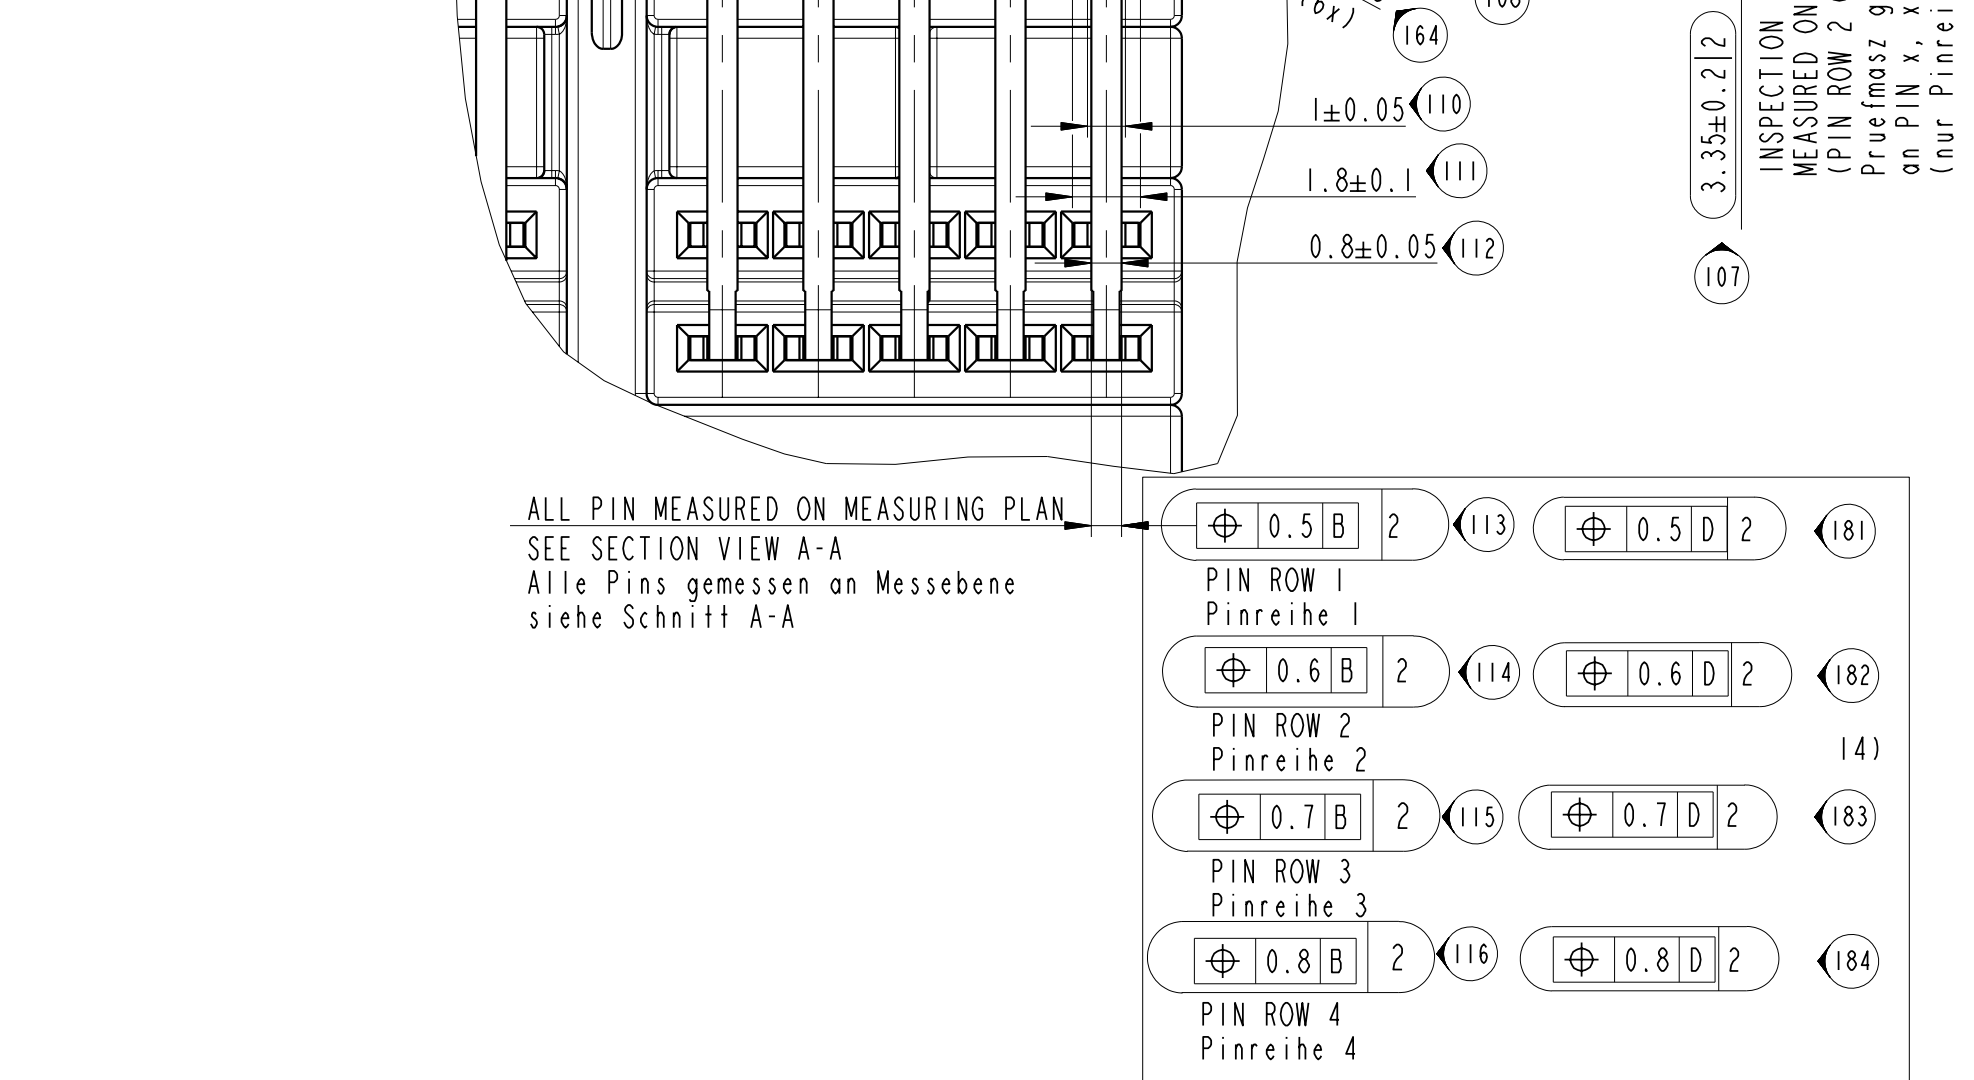 164
1±0.05 110
1.8±0.1 111
0.8±0.05 112
3.35±0.2 2
107
INSPECTION
MEASURED ON
(PIN ROW 2
Pruefmasz g
an PIN x, x
(nur Pinrei
ALL PIN MEASURED ON MEASURING PLAN
SEE SECTION VIEW A-A
Alle Pins gemessen an Messebene
siehe Schnitt A-A
⌖ 0.5 B 2 113 ⌖ 0.5 D 2 181
PIN ROW 1
Pinreihe 1
⌖ 0.6 B 2 114 ⌖ 0.6 D 2 182
PIN ROW 2
Pinreihe 2
14)
⌖ 0.7 B 2 115 ⌖ 0.7 D 2 183
PIN ROW 3
Pinreihe 3
⌖ 0.8 B 2 116 ⌖ 0.8 D 2 184
PIN ROW 4
Pinreihe 4